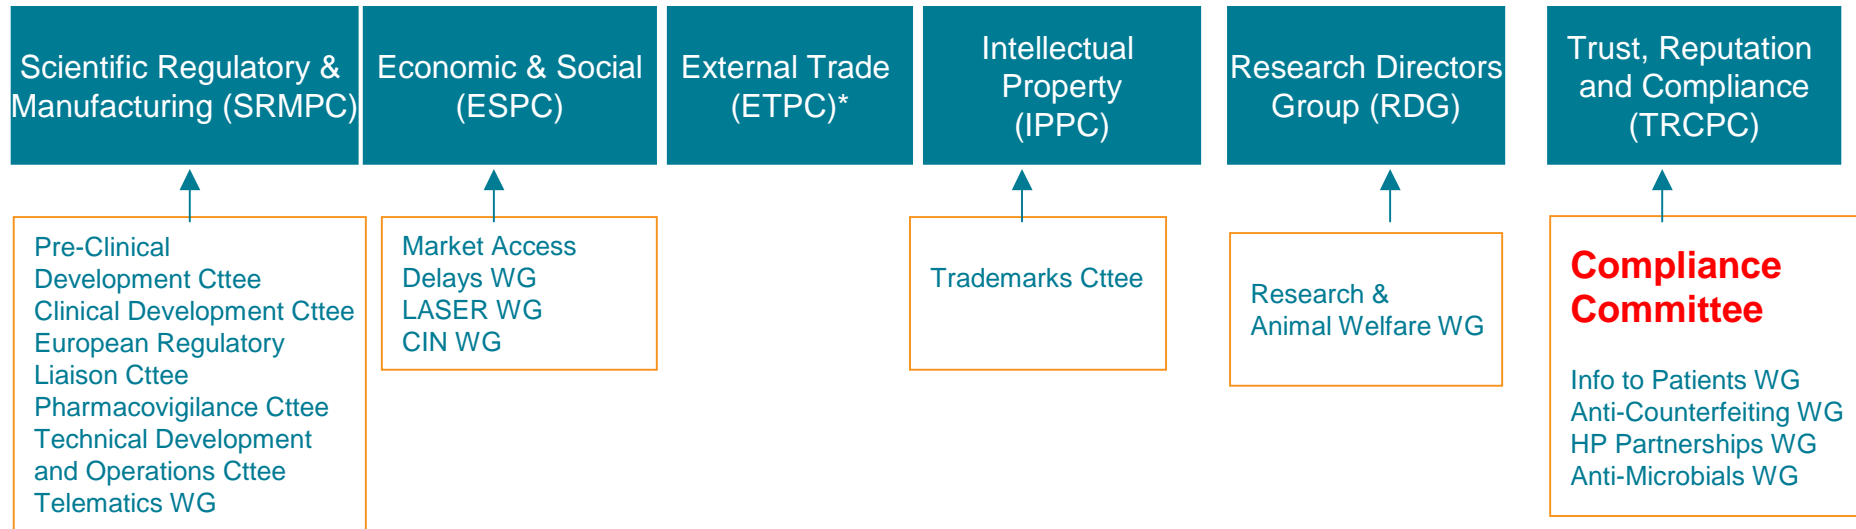 Scientific Regulatory &
Manufacturing (SRMPC)
Economic & Social
(ESPC)
External Trade
(ETPC)*
Intellectual
Property
(IPPC)
Research Directors
Group (RDG)
Trust, Reputation
and Compliance
(TRCPC)
Pre-Clinical
Development Cttee
Clinical Development Cttee
European Regulatory
Liaison Cttee
Pharmacovigilance Cttee
Technical Development
and Operations Cttee
Telematics WG
Market Access
Delays WG
LASER WG
CIN WG
Trademarks Cttee
Research &
Animal Welfare WG
Compliance
Committee
Info to Patients WG
Anti-Counterfeiting WG
HP Partnerships WG
Anti-Microbials WG